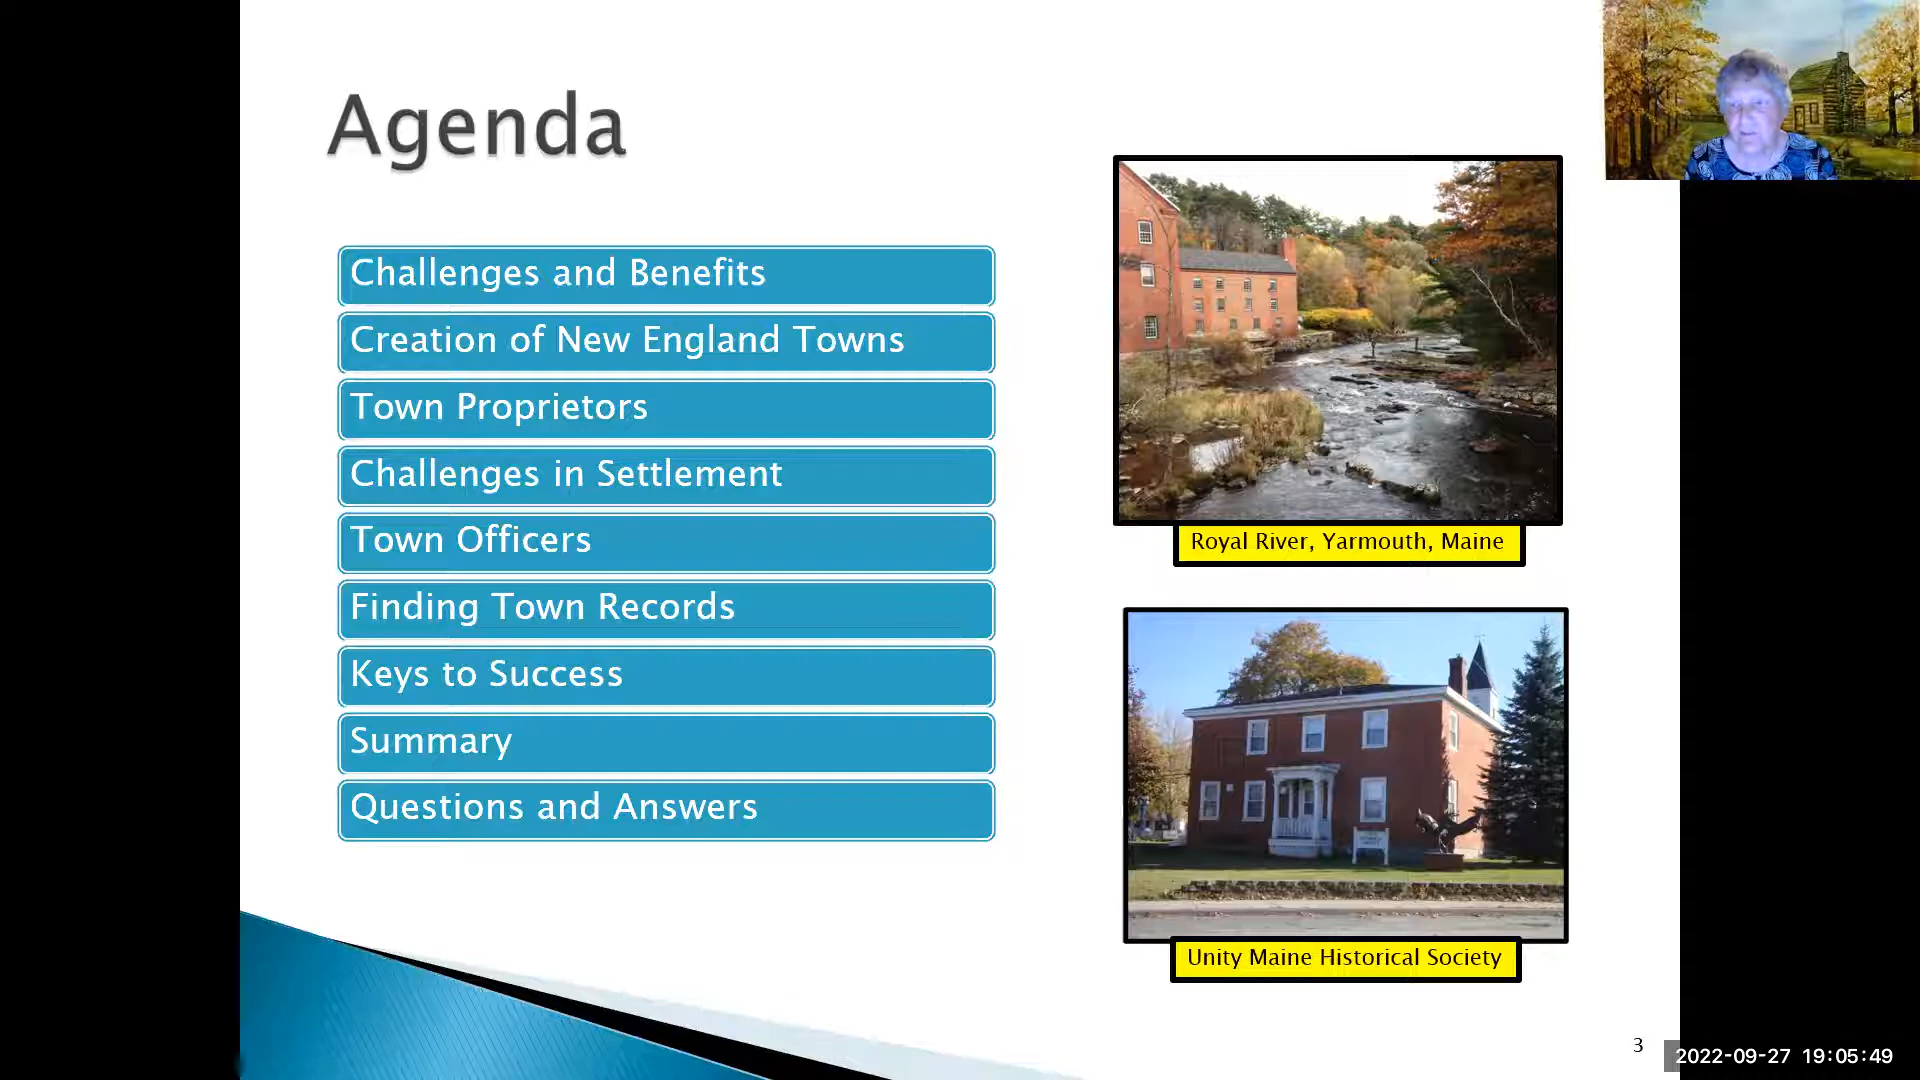 Agenda
Challenges and Benefits
Creation of New England Towns
Town Proprietors
Challenges in Settlement
Town Officers
Finding Town Records
Keys to Success
Summary
Questions and Answers
Royal River, Yarmouth, Maine
Unity Maine Historical Society
3
2022-09-27 19:05:49